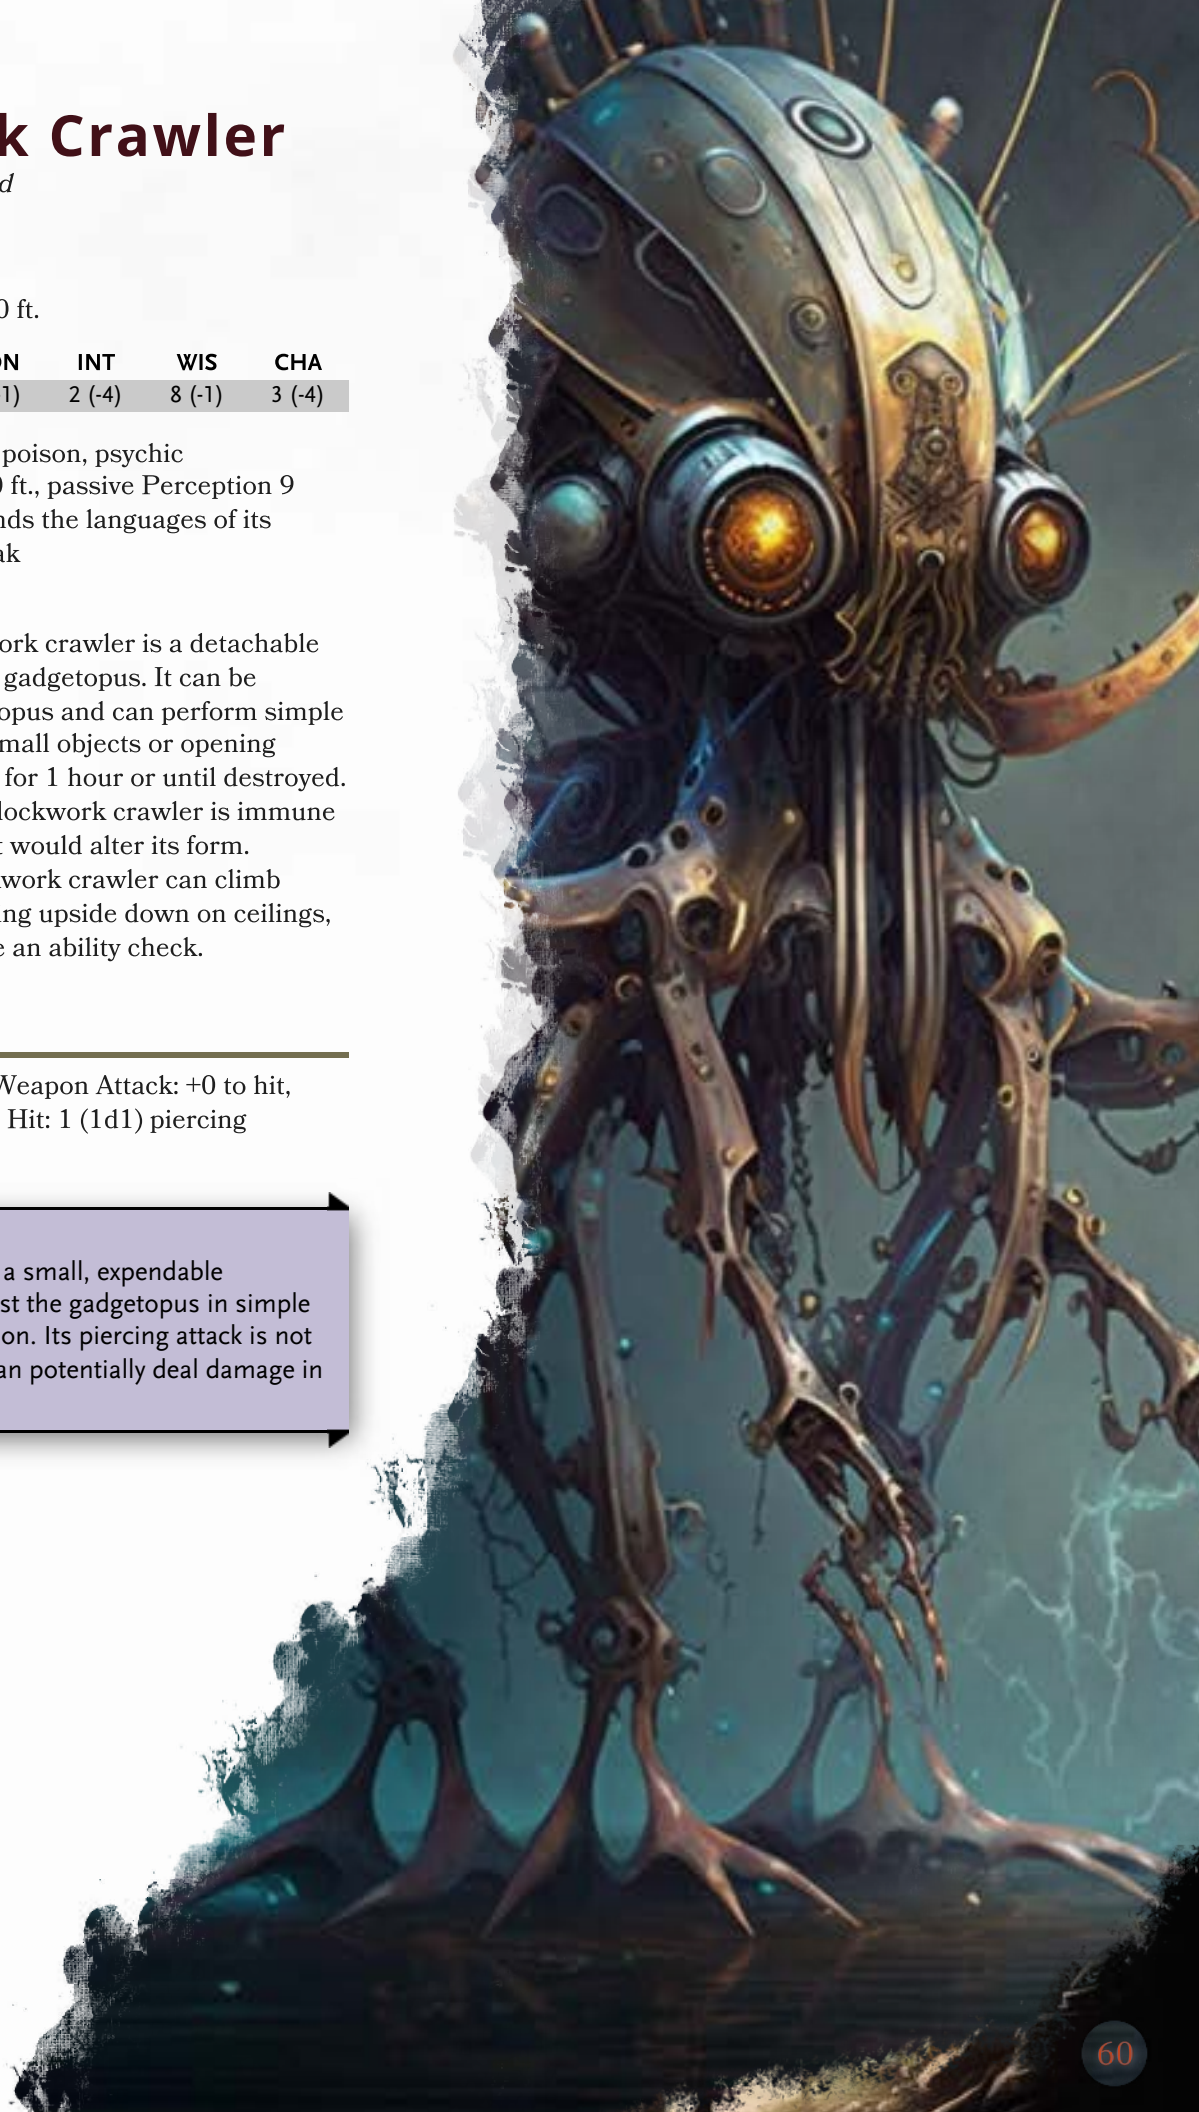 k Crawler
d
0 ft.
ON INT WIS CHA
1) 2 (-4) 8 (-1) 3 (-4)
poison, psychic
0 ft., passive Perception 9
nds the languages of its
ak
ork crawler is a detachable
gadgetopus. It can be
opus and can perform simple
mall objects or opening
for 1 hour or until destroyed.
lockwork crawler is immune
t would alter its form.
work crawler can climb
ing upside down on ceilings,
e an ability check.
Weapon Attack: +0 to hit,
Hit: 1 (1d1) piercing
a small, expendable
st the gadgetopus in simple
on. Its piercing attack is not
an potentially deal damage in
60